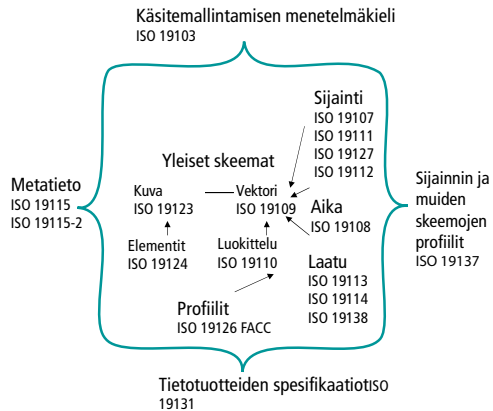 Käsitemallintamisen menetelmäkieli
ISO 19103
Sijainti
ISO 19107
ISO 19111
ISO 19127
ISO 19112
Yleiset skeemat
Metatieto
ISO 19115
ISO 19115-2
Kuva
ISO 19123
Vektori
ISO 19109
Aika
ISO 19108
Sijainnin ja
muiden
skeemojen
profiilit
ISO 19137
Elementit
ISO 19124
Luokittelu
ISO 19110
Laatu
ISO 19113
ISO 19114
ISO 19138
Profiilit
ISO 19126 FACC
Tietotuotteiden spesifikaatiotISO
19131